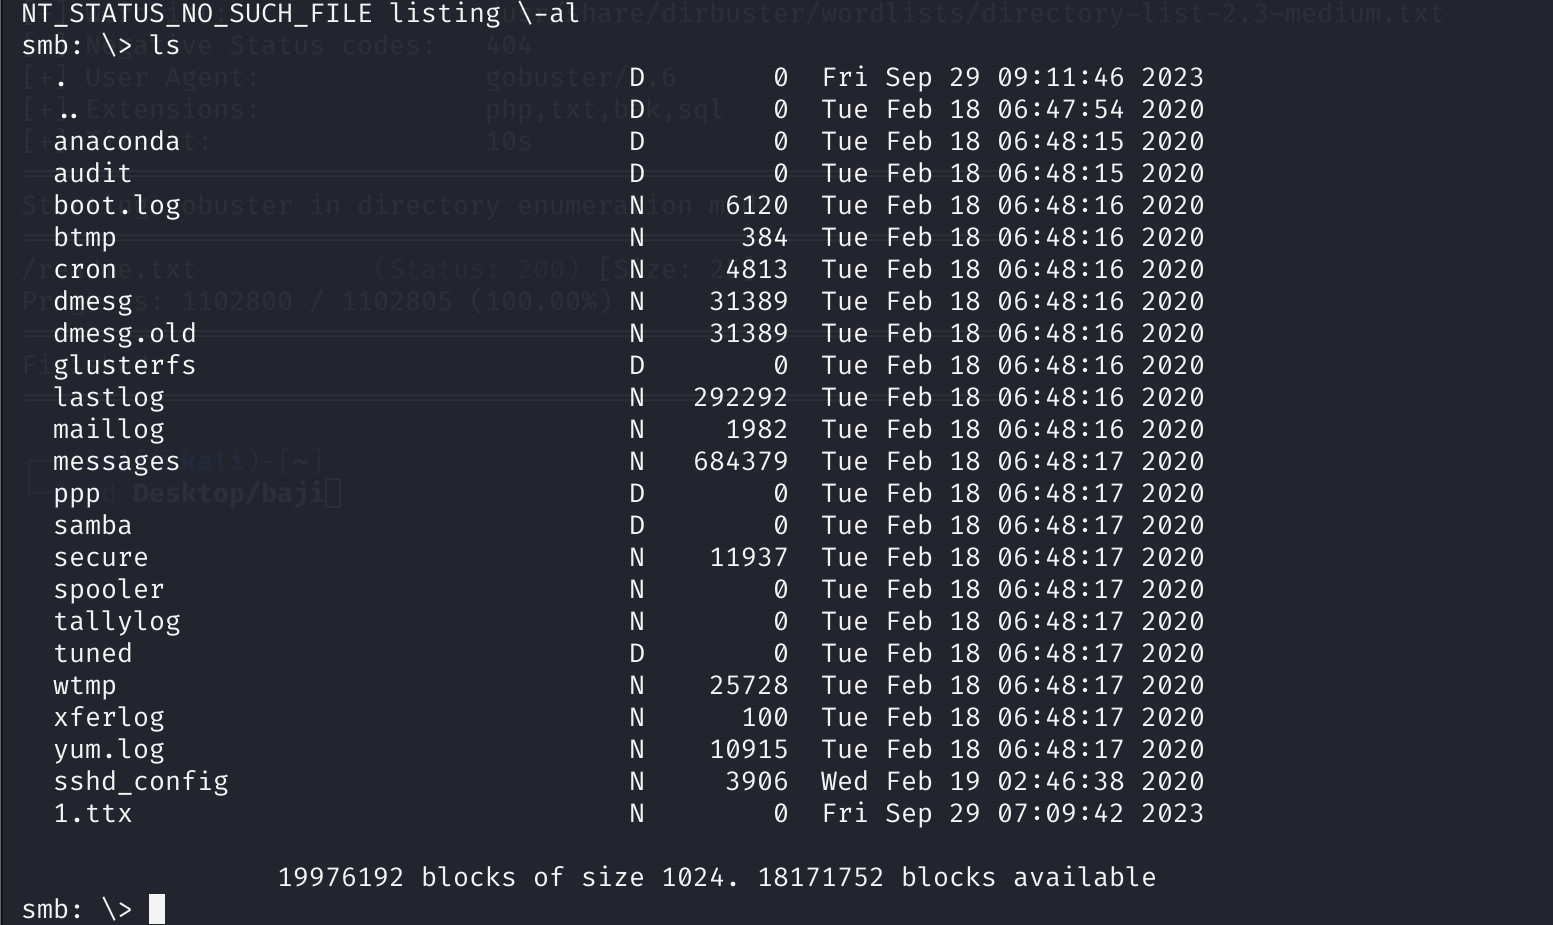 NT_STATUS_NO_SUCH_FILE listing \-al
smb: \> ls
  .                                   D        0  Fri Sep 29 09:11:46 2023
  ..                                  D        0  Tue Feb 18 06:47:54 2020
  anaconda                            D        0  Tue Feb 18 06:48:15 2020
  audit                               D        0  Tue Feb 18 06:48:15 2020
  boot.log                            N     6120  Tue Feb 18 06:48:16 2020
  btmp                                N      384  Tue Feb 18 06:48:16 2020
  cron                                N     4813  Tue Feb 18 06:48:16 2020
  dmesg                               N    31389  Tue Feb 18 06:48:16 2020
  dmesg.old                           N    31389  Tue Feb 18 06:48:16 2020
  glusterfs                           D        0  Tue Feb 18 06:48:16 2020
  lastlog                             N   292292  Tue Feb 18 06:48:16 2020
  maillog                             N     1982  Tue Feb 18 06:48:16 2020
  messages                            N   684379  Tue Feb 18 06:48:17 2020
  ppp                                 D        0  Tue Feb 18 06:48:17 2020
  samba                               D        0  Tue Feb 18 06:48:17 2020
  secure                              N    11937  Tue Feb 18 06:48:17 2020
  spooler                             N        0  Tue Feb 18 06:48:17 2020
  tallylog                            N        0  Tue Feb 18 06:48:17 2020
  tuned                               D        0  Tue Feb 18 06:48:17 2020
  wtmp                                N    25728  Tue Feb 18 06:48:17 2020
  xferlog                             N      100  Tue Feb 18 06:48:17 2020
  yum.log                             N    10915  Tue Feb 18 06:48:17 2020
  sshd_config                         N     3906  Wed Feb 19 02:46:38 2020
  1.ttx                               N        0  Fri Sep 29 07:09:42 2023
                19976192 blocks of size 1024. 18171752 blocks available
smb: \>